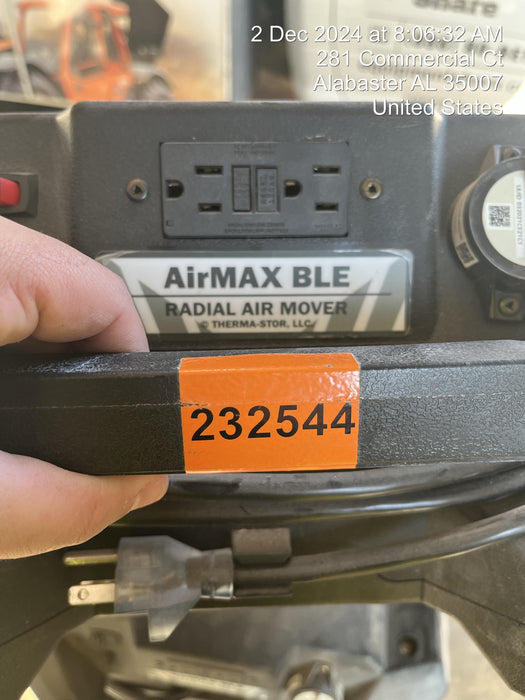 share
2 Dec 2024 at 8:06:32 AM
281 Commercial Ct
Alabaster AL 35007
United States
AirMAX BLE
RADIAL AIR MOVER
© THERMA-STOR, LLC.
232544